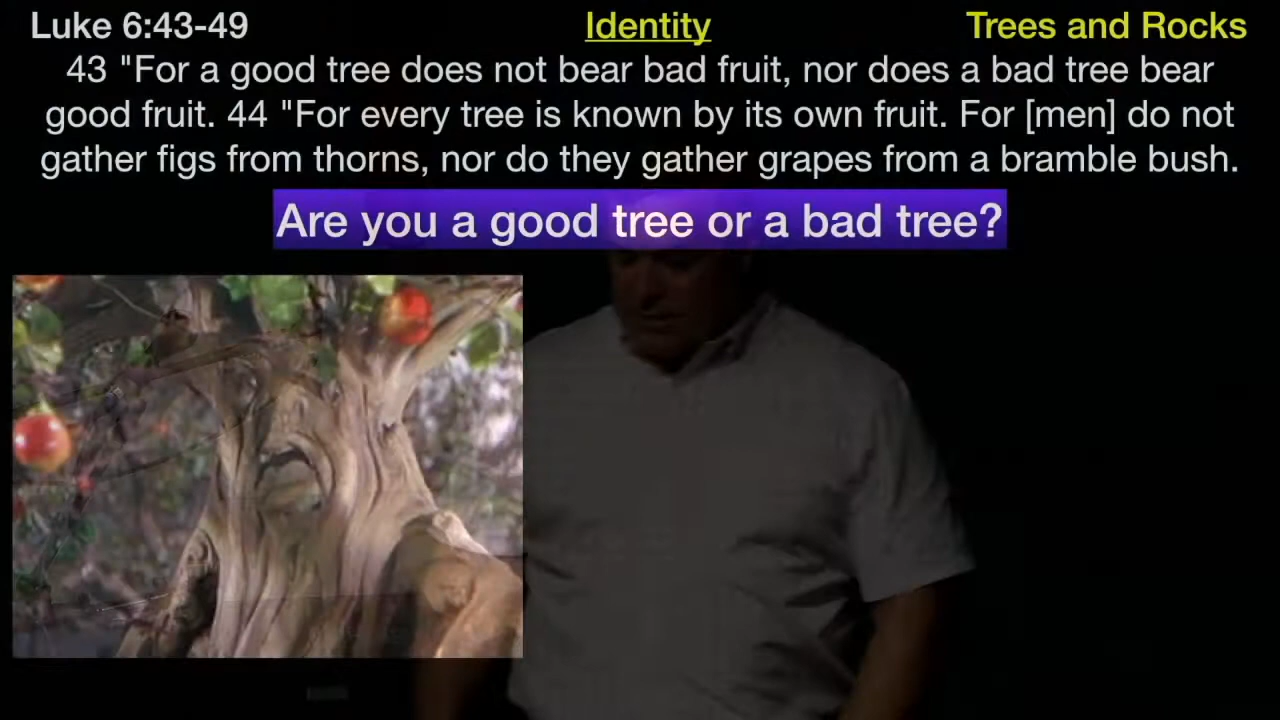 Luke 6:43-49 Identity Trees and Rocks
43 "For a good tree does not bear bad fruit, nor does a bad tree bear
good fruit. 44 "For every tree is known by its own fruit. For [men] do not
gather figs from thorns, nor do they gather grapes from a bramble bush.
Are you a good tree or a bad tree?